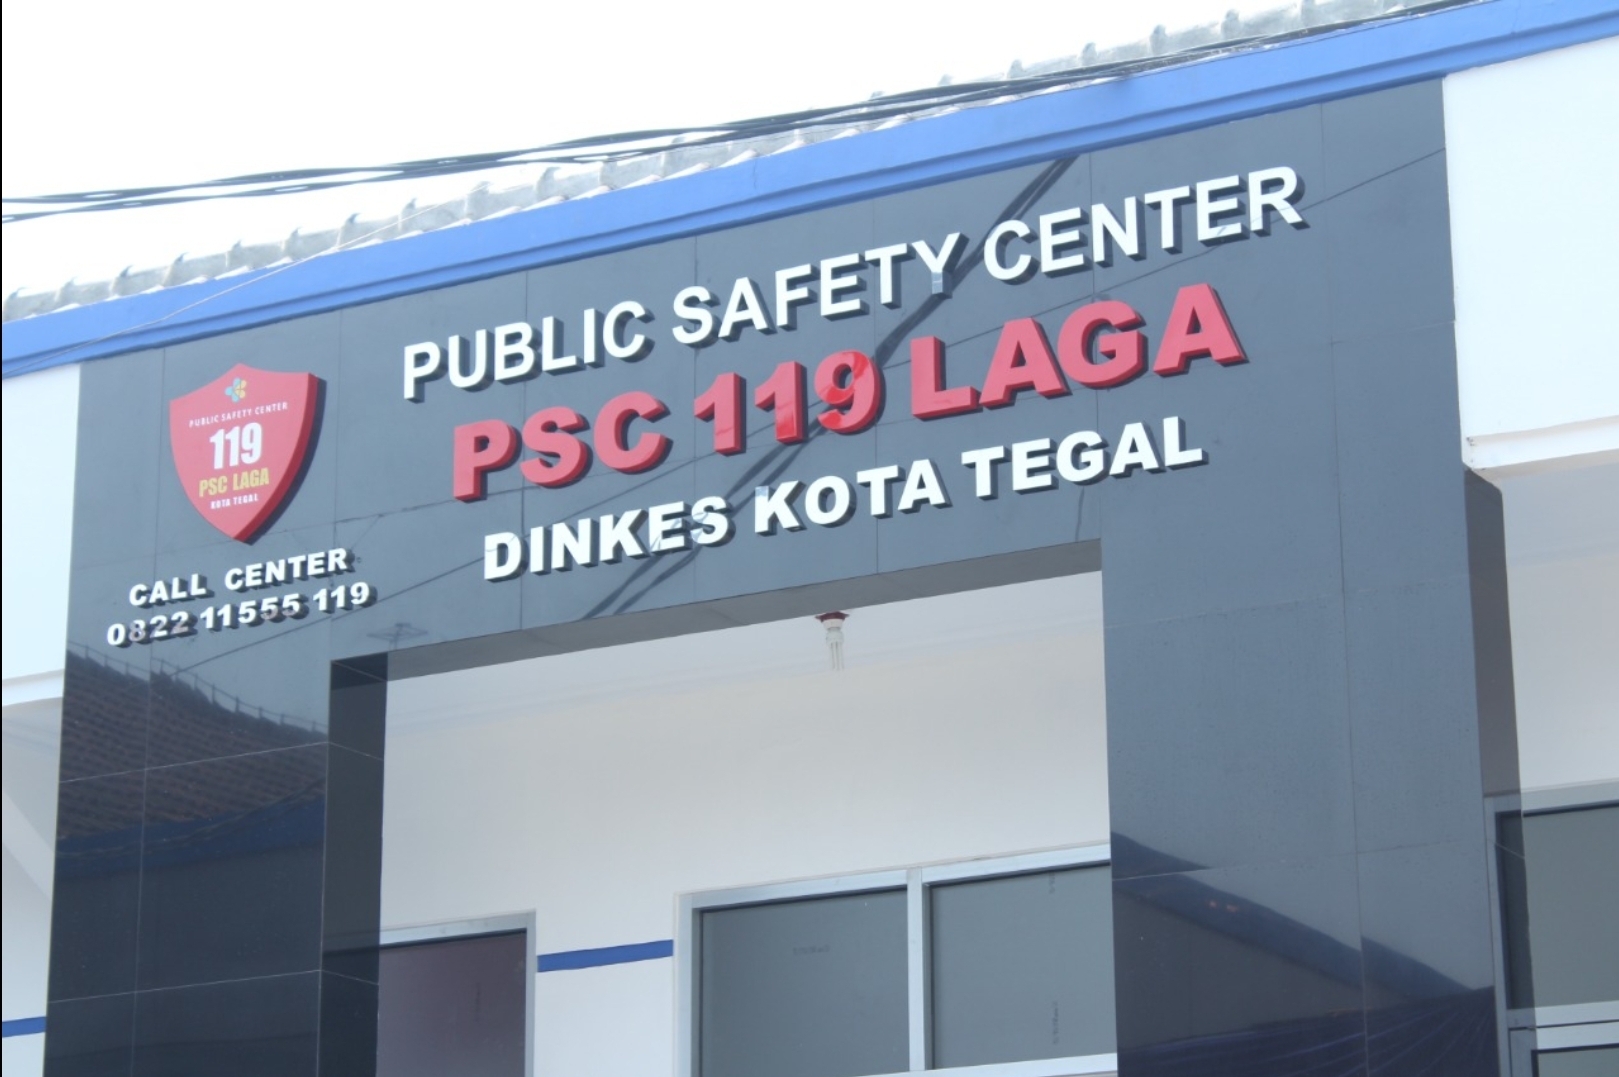 PUBLIC SAFETY CENTER
PSC 119 LAGA
DINKES KOTA TEGAL
PUBLIC SAFETY CENTER
119
PSC LAGA
KOTA TEGAL
CALL CENTER
0822 11555 119